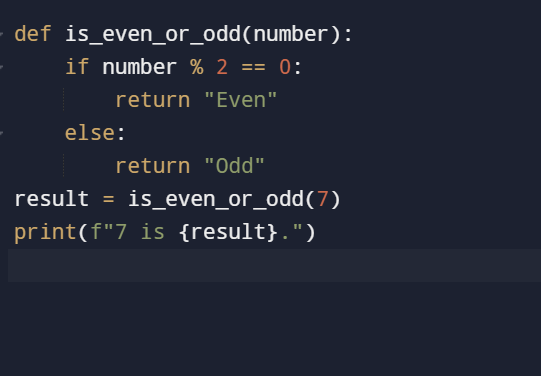 def is_even_or_odd(number):
    if number % 2 == 0:
        return "Even"
    else:
        return "Odd"
result = is_even_or_odd(7)
print(f"7 is {result}.")